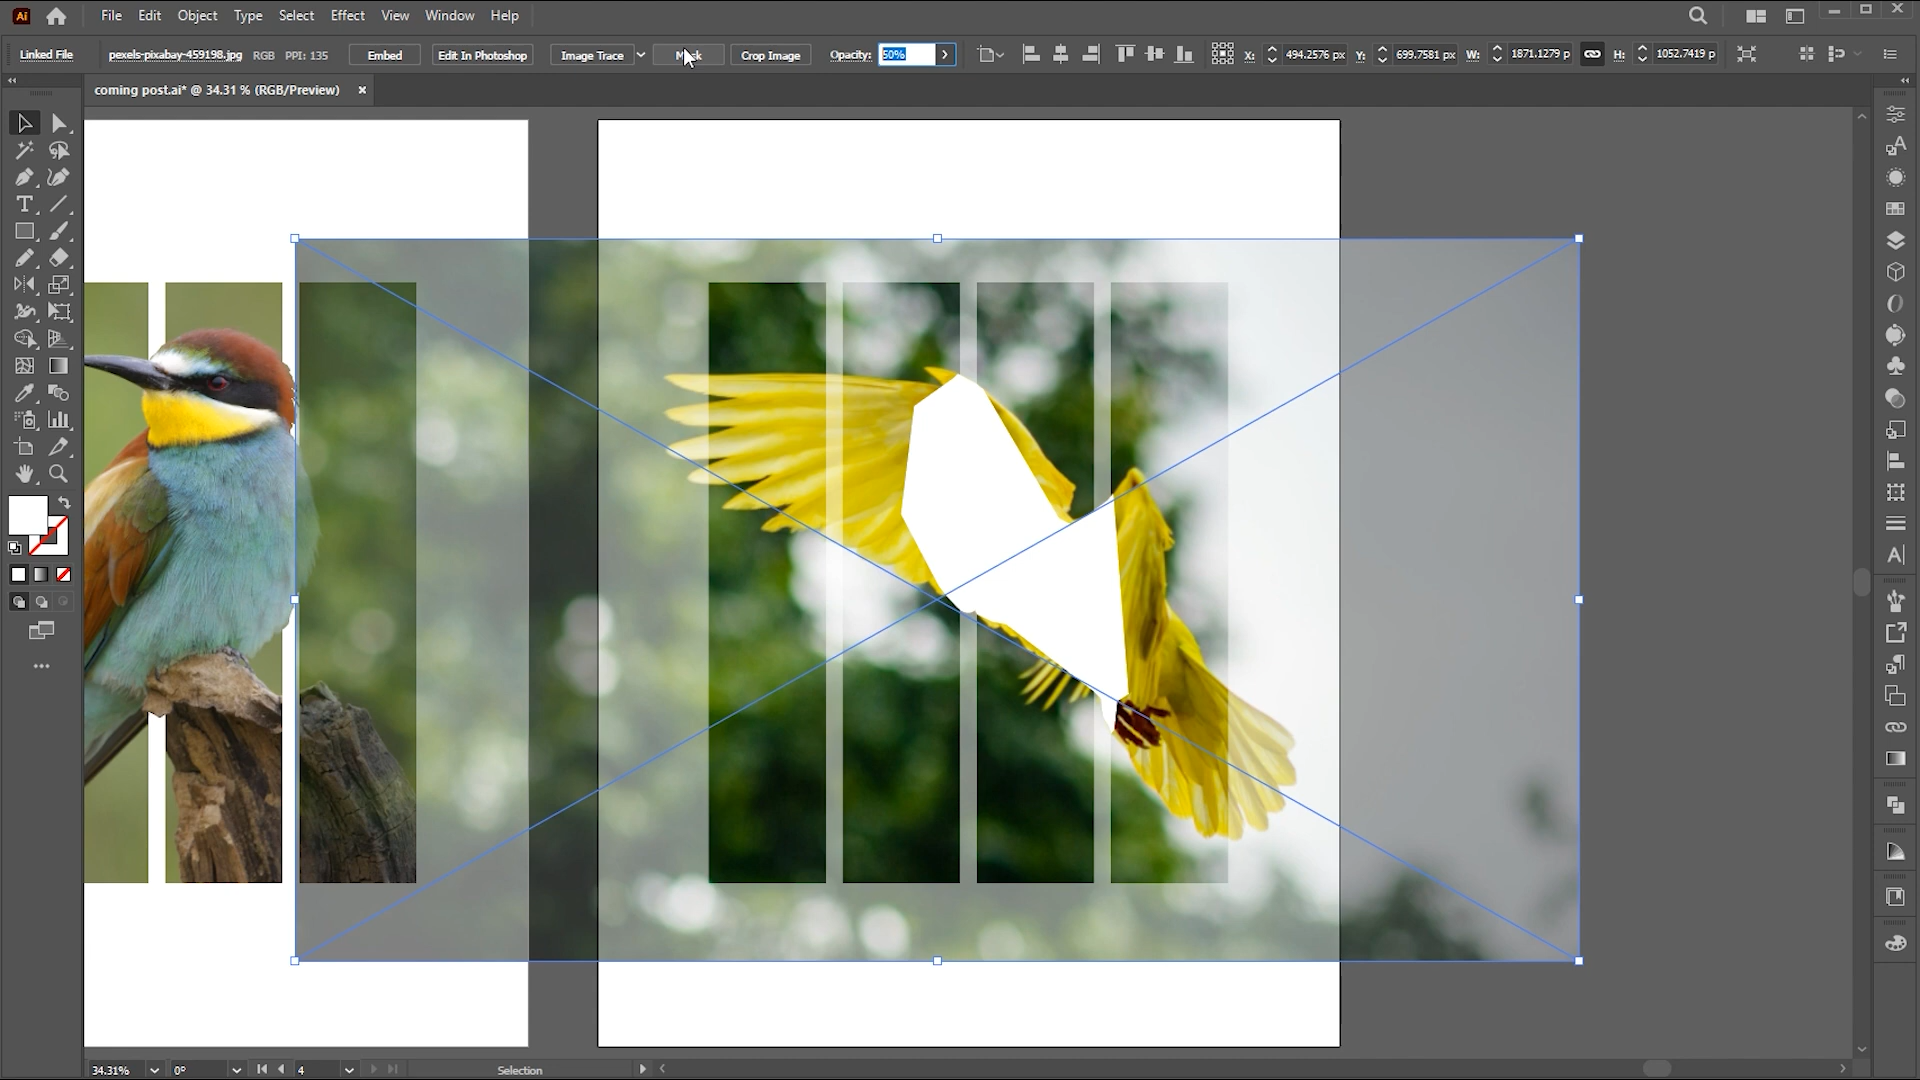 Ai File Edit Object Type Select Effect View Window Help
Linked File pexels-pixabay-459198.jpg RGB PPI: 135 Embed Edit In Photoshop Image Trace Mask Crop Image Opacity: 50% X: 494.2576 px Y: 699.7581 px W: 1871.1279 p H: 1052.7419 p
coming post.ai* @ 34.31 % (RGB/Preview)
34.31% 0° 4 Selection